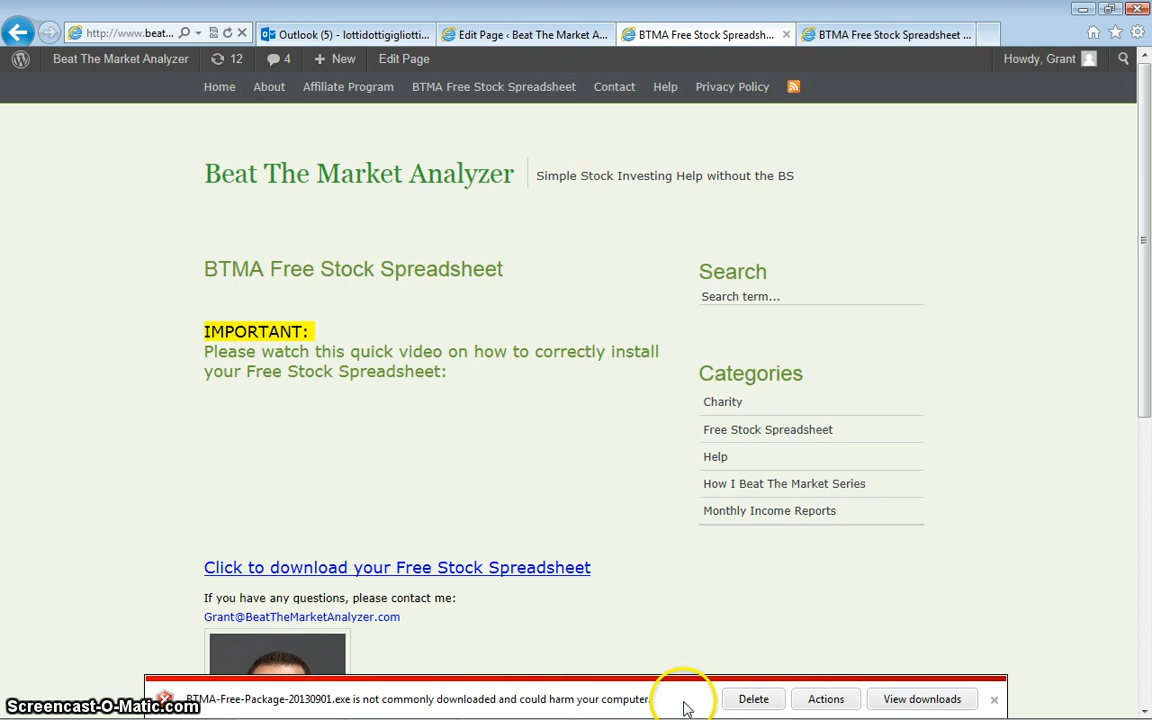 http://www.beat...
Outlook (5) - lottidottigigliotti...
Edit Page ‹ Beat The Market A...
BTMA Free Stock Spreadsh...
BTMA Free Stock Spreadsheet ...
Beat The Market Analyzer
12
4
New
Edit Page
Howdy, Grant
Home
About
Affiliate Program
BTMA Free Stock Spreadsheet
Contact
Help
Privacy Policy
Beat The Market Analyzer
Simple Stock Investing Help without the BS
BTMA Free Stock Spreadsheet
IMPORTANT:
Please watch this quick video on how to correctly install
your Free Stock Spreadsheet:
Click to download your Free Stock Spreadsheet
If you have any questions, please contact me:
Grant@BeatTheMarketAnalyzer.com
Search
Search term...
Categories
Charity
Free Stock Spreadsheet
Help
How I Beat The Market Series
Monthly Income Reports
BTMA-Free-Package-20130901.exe is not commonly downloaded and could harm your computer.
Delete
Actions
View downloads
Screencast-O-Matic.com